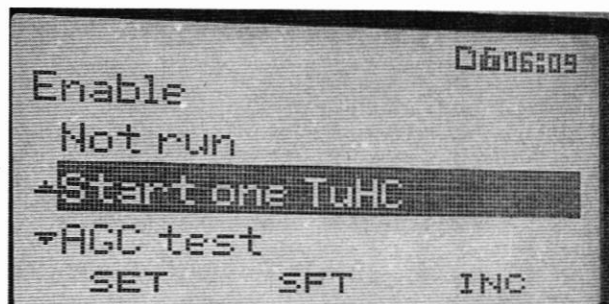 06:09
Enable
Not run
Start one TuHC
AGC test
SET SFT INC